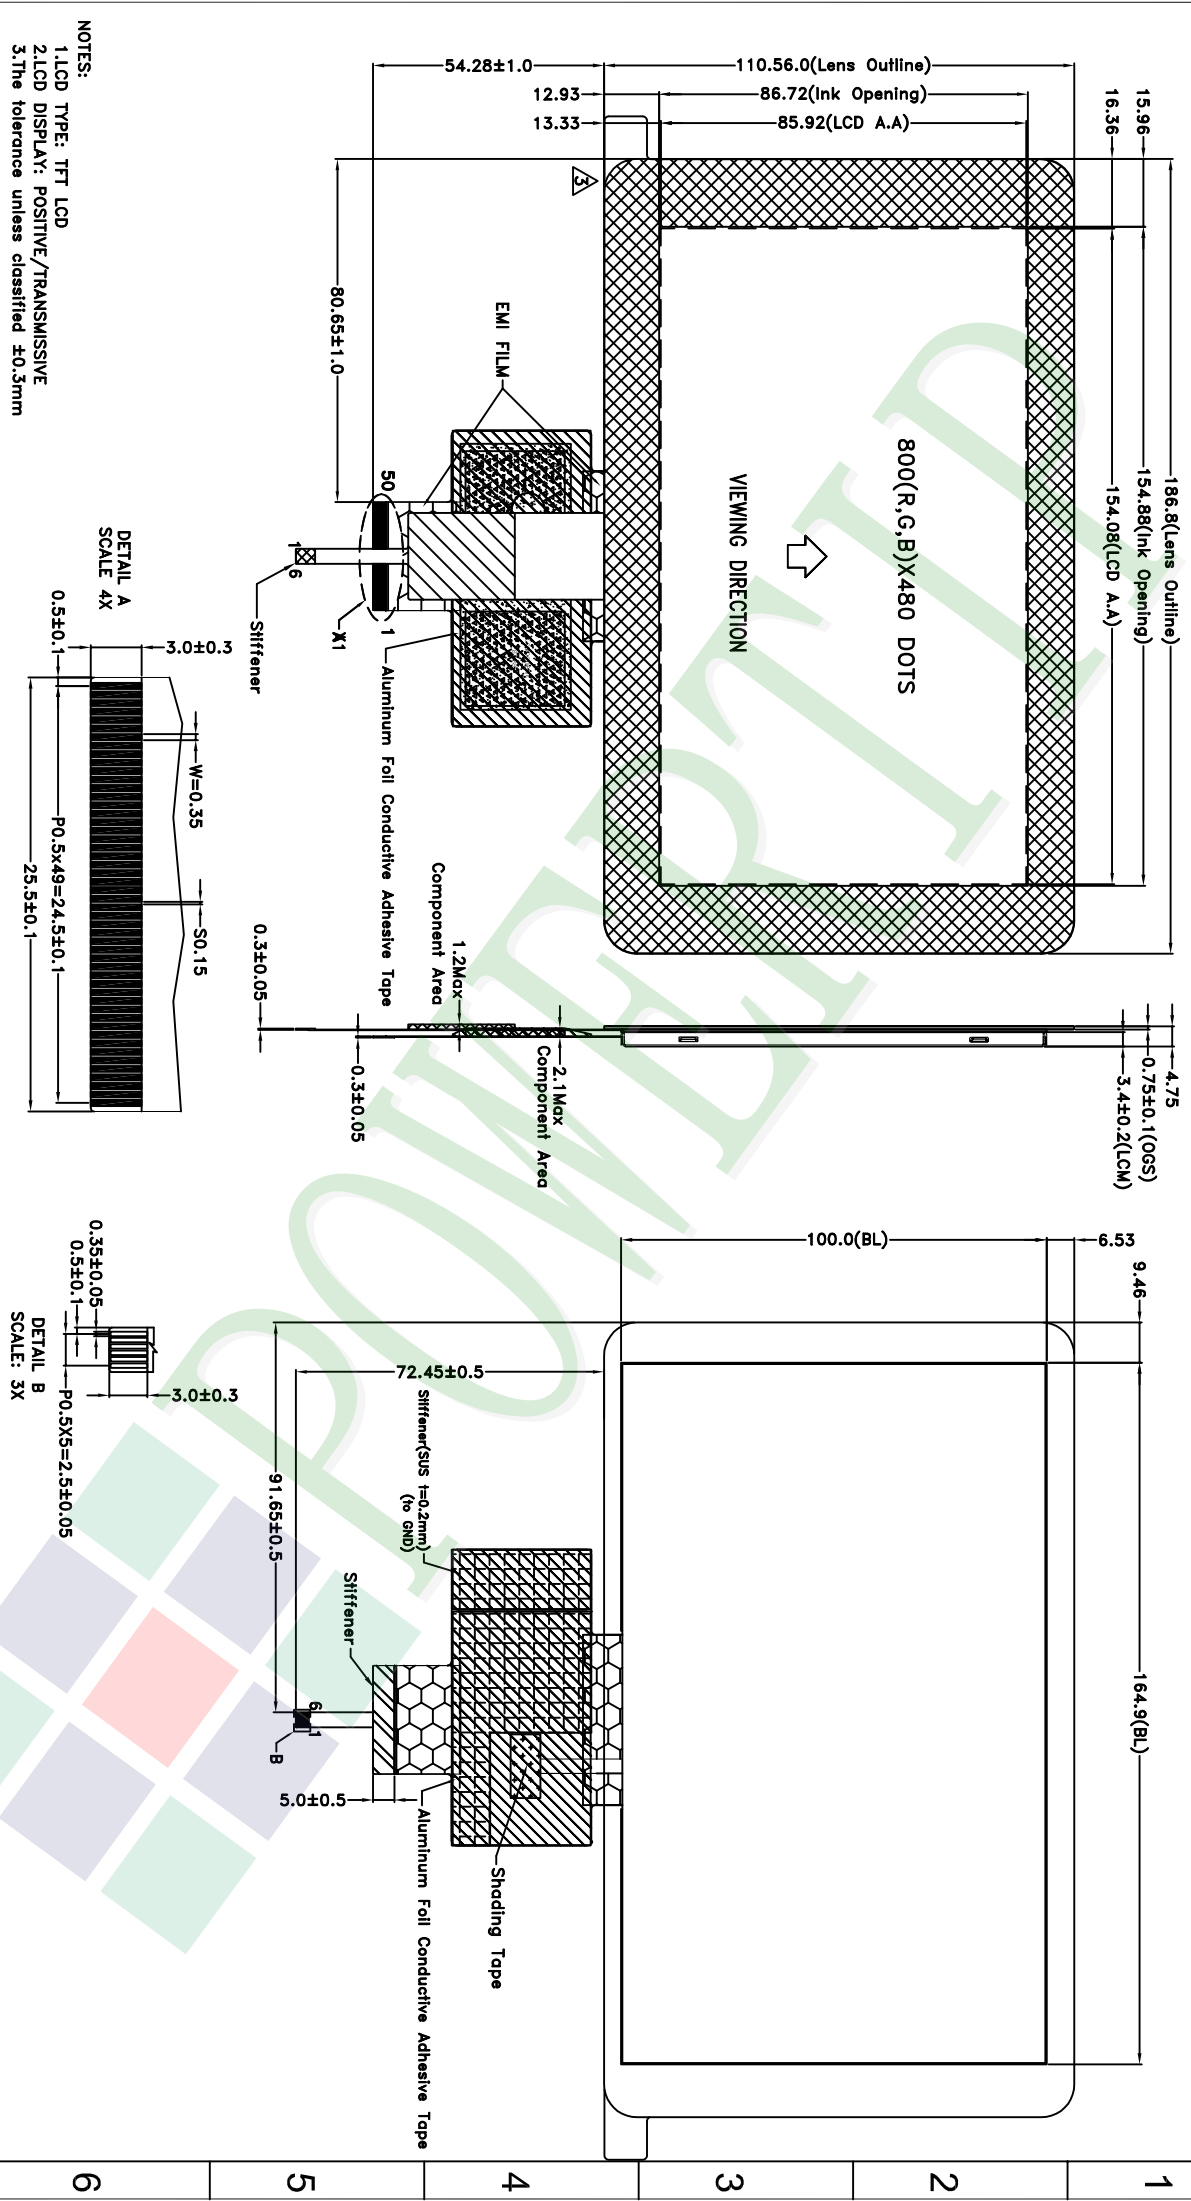 186.8(Lens Outline)
15.96
154.88(Ink Opening)
16.36
154.08(LCD A.A)
110.56.0(Lens Outline)
54.28±1.0
86.72(Ink Opening)
12.93
85.92(LCD A.A)
13.33
3
800(R,G,B)X480 DOTS
VIEWING DIRECTION
80.65±1.0
EMI FILM
50
1
X1
1
6
Stiffener
Aluminum Foil Conductive Adhesive Tape
4.75
0.75±0.1(OGS)
3.4±0.2(LCM)
1.2Max
Component Area
2.1Max
Component Area
0.3±0.05
0.3±0.05
6.53
100.0(BL)
9.46
164.9(BL)
72.45±0.5
91.65±0.5
Stiffener(SUS t=0.2mm)
(to GND)
Stiffener
6
1
B
5.0±0.5
Shading Tape
Aluminum Foil Conductive Adhesive Tape
DETAIL A
SCALE 4X
0.5±0.1
3.0±0.3
W=0.35
S0.15
P0.5x49=24.5±0.1
25.5±0.1
DETAIL B
SCALE: 3X
0.35±0.05
0.5±0.1
3.0±0.3
P0.5X5=2.5±0.05
NOTES:
1.LCD TYPE: TFT LCD
2.LCD DISPLAY: POSITIVE/TRANSMISSIVE
3.The tolerance unless classified ±0.3mm
1
2
3
4
5
6
POWERTIP